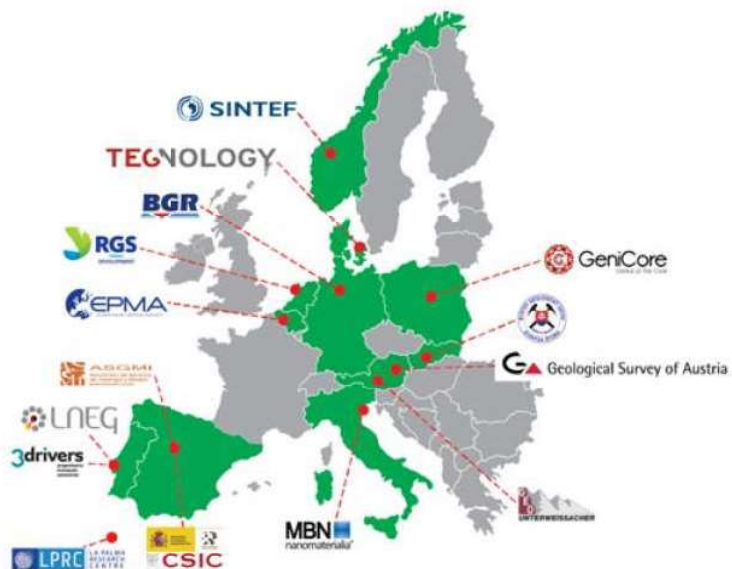 SINTEF
TEGNOLOGY
BGR
RGS
DEVELOPMENT
EPMA
GeniCore
Geological Survey of Austria
ASGMI
LNEG
3drivers
UNTERWEISSACHER
MBN
nanomaterialia
LPRC
LA PALMA
RESEARCH
CENTRE
CSIC